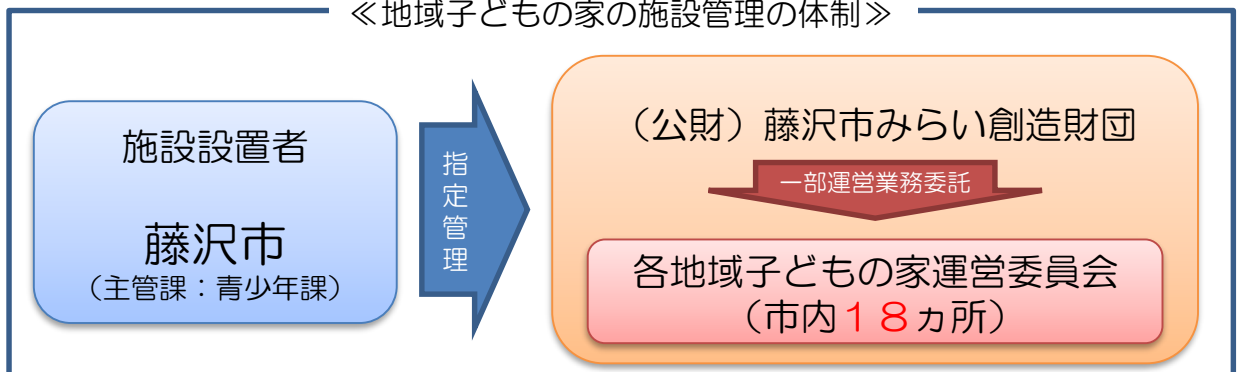 ≪地域子どもの家の施設管理の体制≫
施設設置者
藤沢市
（主管課：青少年課）
指定管理
（公財）藤沢市みらい創造財団
一部運営業務委託
各地域子どもの家運営委員会
（市内１８ヵ所）